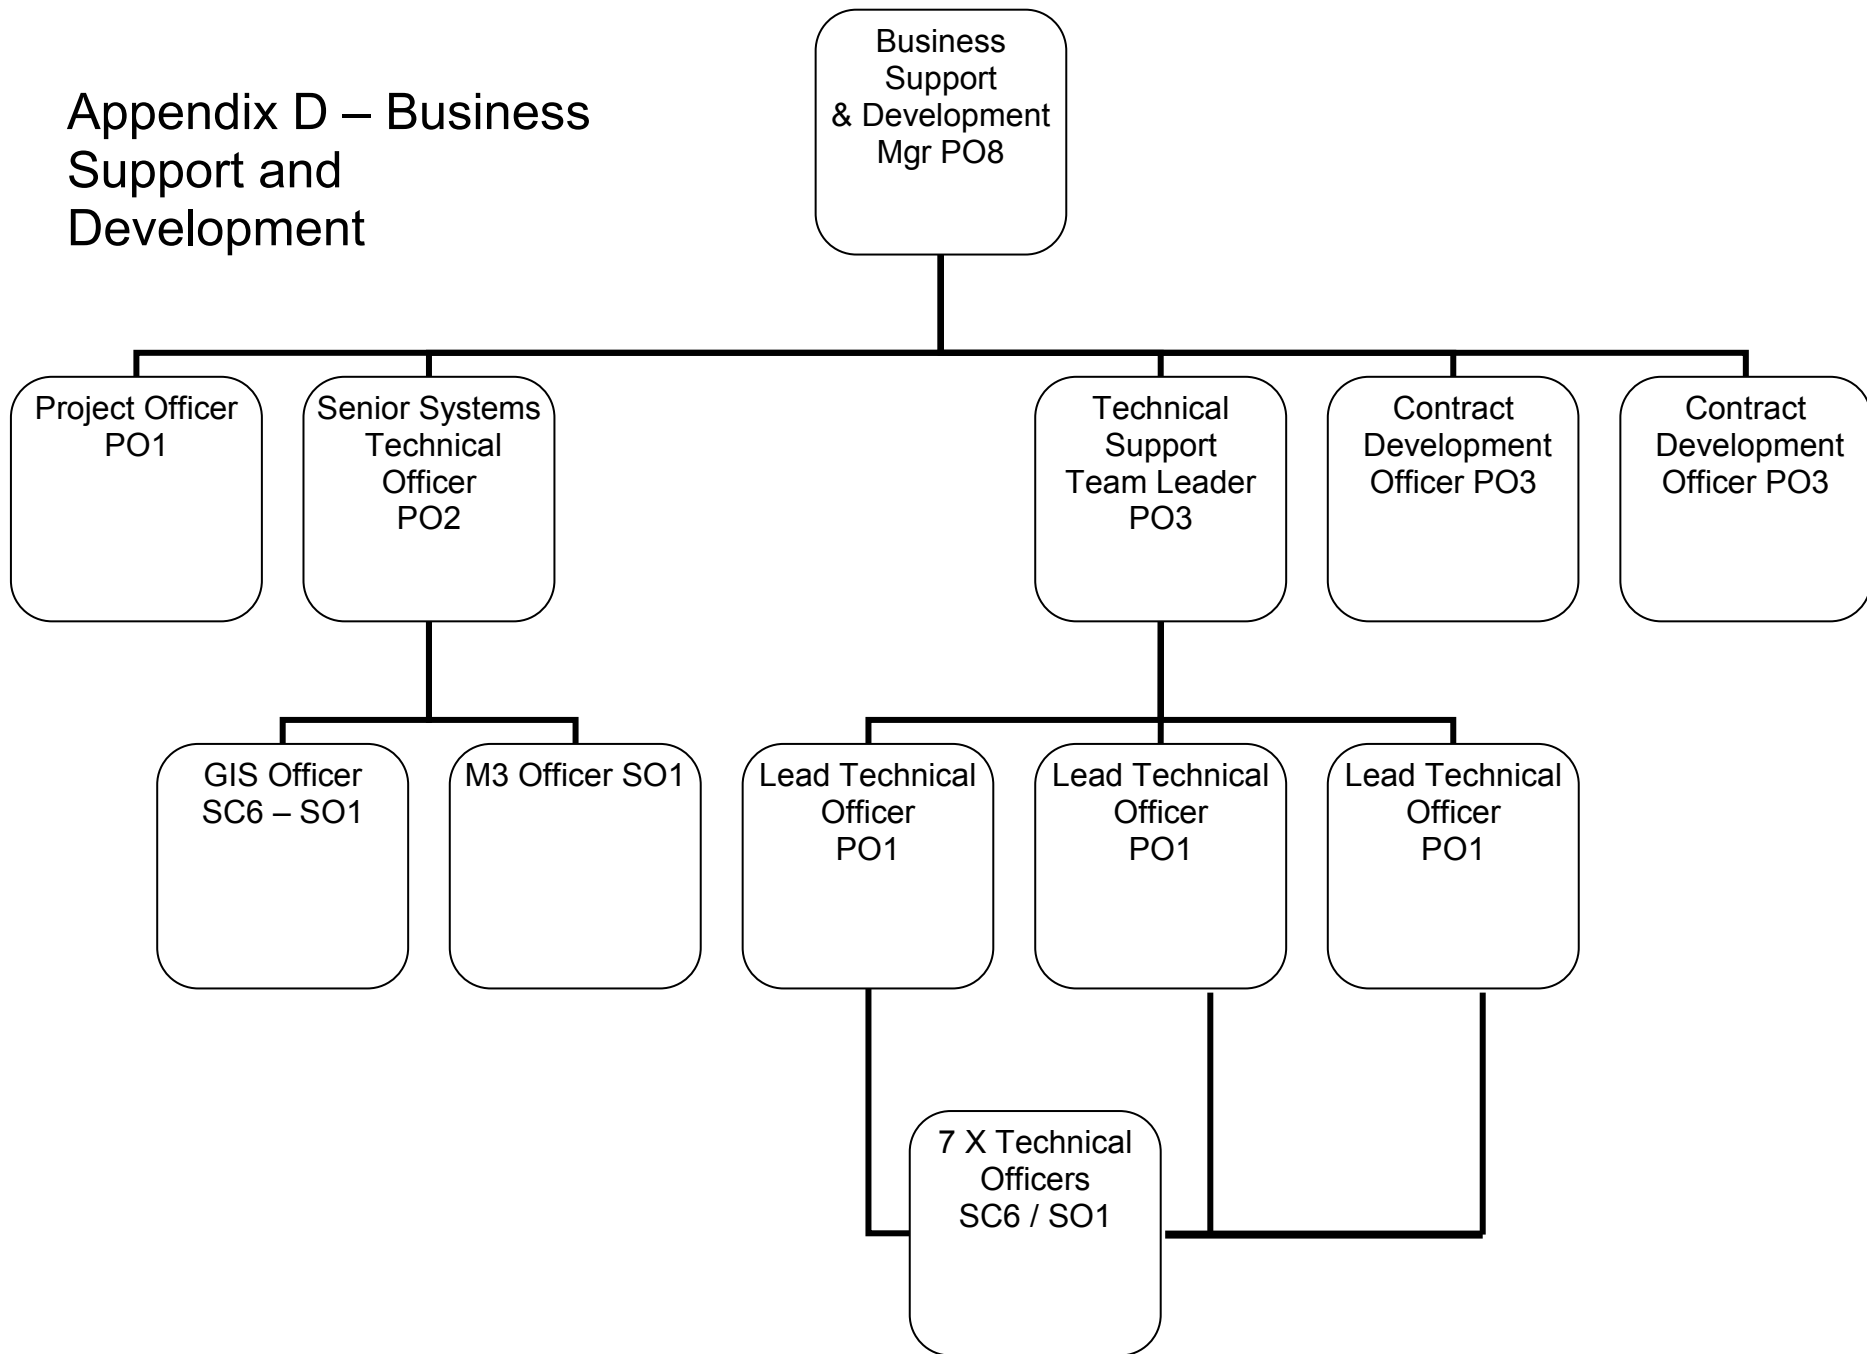 Appendix D – Business
Support and
Development
Business
Support
& Development
Mgr PO8
Project Officer
PO1
Senior Systems
Technical
Officer
PO2
Technical
Support
Team Leader
PO3
Contract
Development
Officer PO3
Contract
Development
Officer PO3
GIS Officer
SC6 – SO1
M3 Officer SO1
Lead Technical
Officer
PO1
Lead Technical
Officer
PO1
Lead Technical
Officer
PO1
7 X Technical
Officers
SC6 / SO1